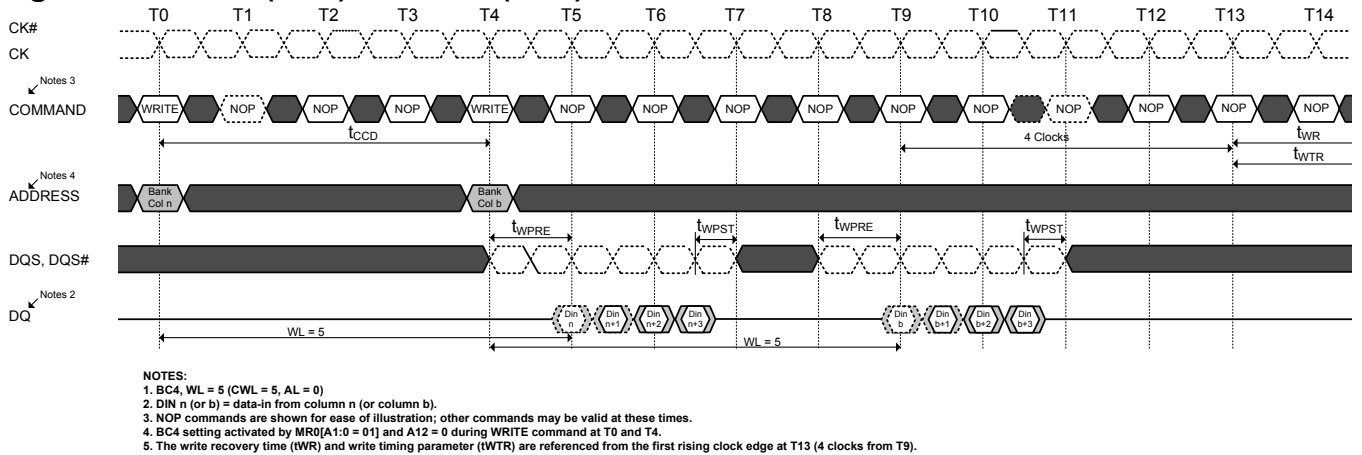 T0 T1 T2 T3 T4 T5 T6 T7 T8 T9 T10 T11 T12 T13 T14
CK#
CK
Notes 3
COMMAND
WRITE NOP NOP NOP WRITE NOP NOP NOP NOP NOP NOP NOP NOP NOP NOP
tCCD
4 Clocks
tWR
tWTR
Notes 4
ADDRESS
Bank Bank
Col n Col b
tWPRE tWPST tWPRE tWPST
DQS, DQS#
Notes 2
DQ
Din Din Din Din Din Din Din Din
n n+1 n+2 n+3 b b+1 b+2 b+3
WL = 5
WL = 5
NOTES:
1. BC4, WL = 5 (CWL = 5, AL = 0)
2. DIN n (or b) = data-in from column n (or column b).
3. NOP commands are shown for ease of illustration; other commands may be valid at these times.
4. BC4 setting activated by MR0[A1:0 = 01] and A12 = 0 during WRITE command at T0 and T4.
5. The write recovery time (tWR) and write timing parameter (tWTR) are referenced from the first rising clock edge at T13 (4 clocks from T9).